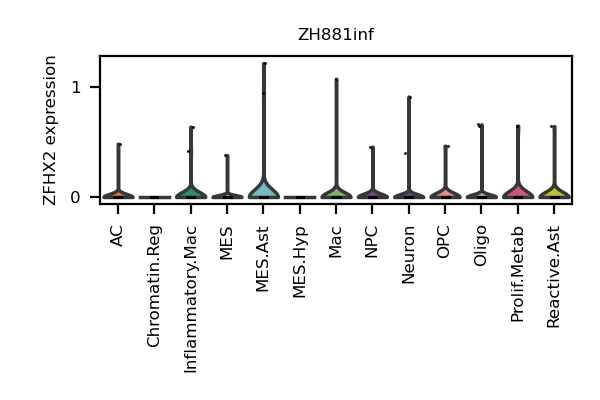 ZH881inf
ZFHX2 expression
1
0
AC
Chromatin.Reg
Inflammatory.Mac
MES
MES.Ast
MES.Hyp
Mac
NPC
Neuron
OPC
Oligo
Prolif.Metab
Reactive.Ast